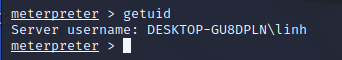 meterpreter > getuid
Server username: DESKTOP-GU8DPLN\linh
meterpreter >